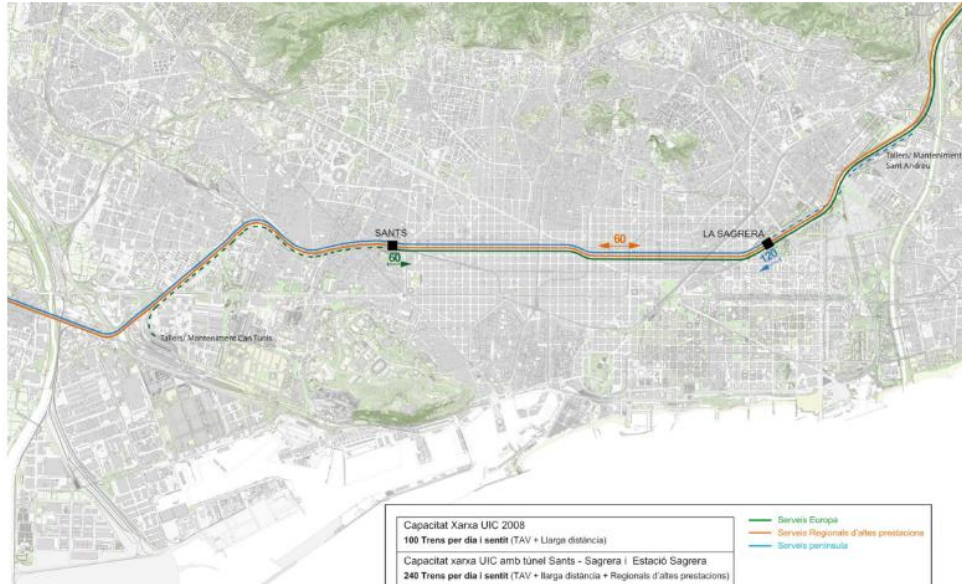 Tallers/ Manteniment
Sant Andreu
SANTS
60
LA SAGRERA
60
120
Tallers/ Manteniment Can Tunis
Capacitat Xarxa UIC 2008
100 Trens per dia i sentit (TAV + Llarga distància)
Capacitat xarxa UIC amb túnel Sants - Sagrera i Estació Sagrera
240 Trens per dia i sentit (TAV + llarga distància + Regionals d'altes prestacions)
Serveis Europa
Serveis Regionals d'altes prestacions
Serveis península